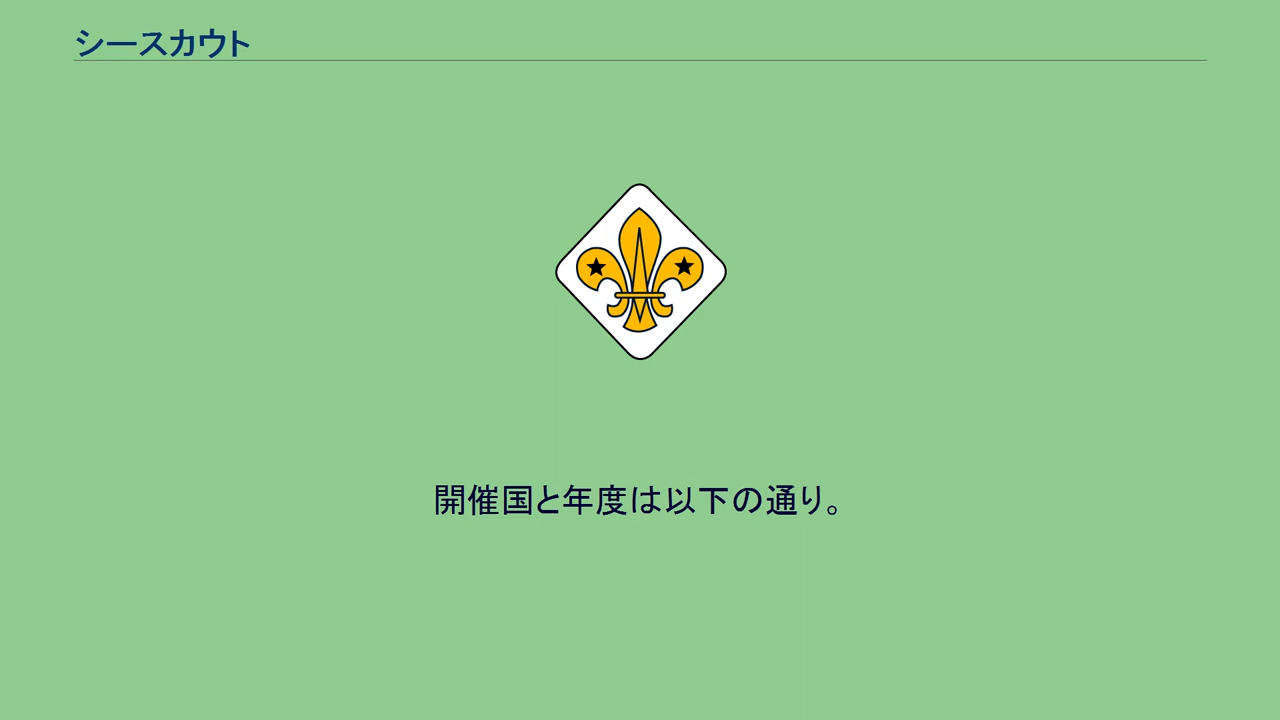 シースカウト
開催国と年度は以下の通り。